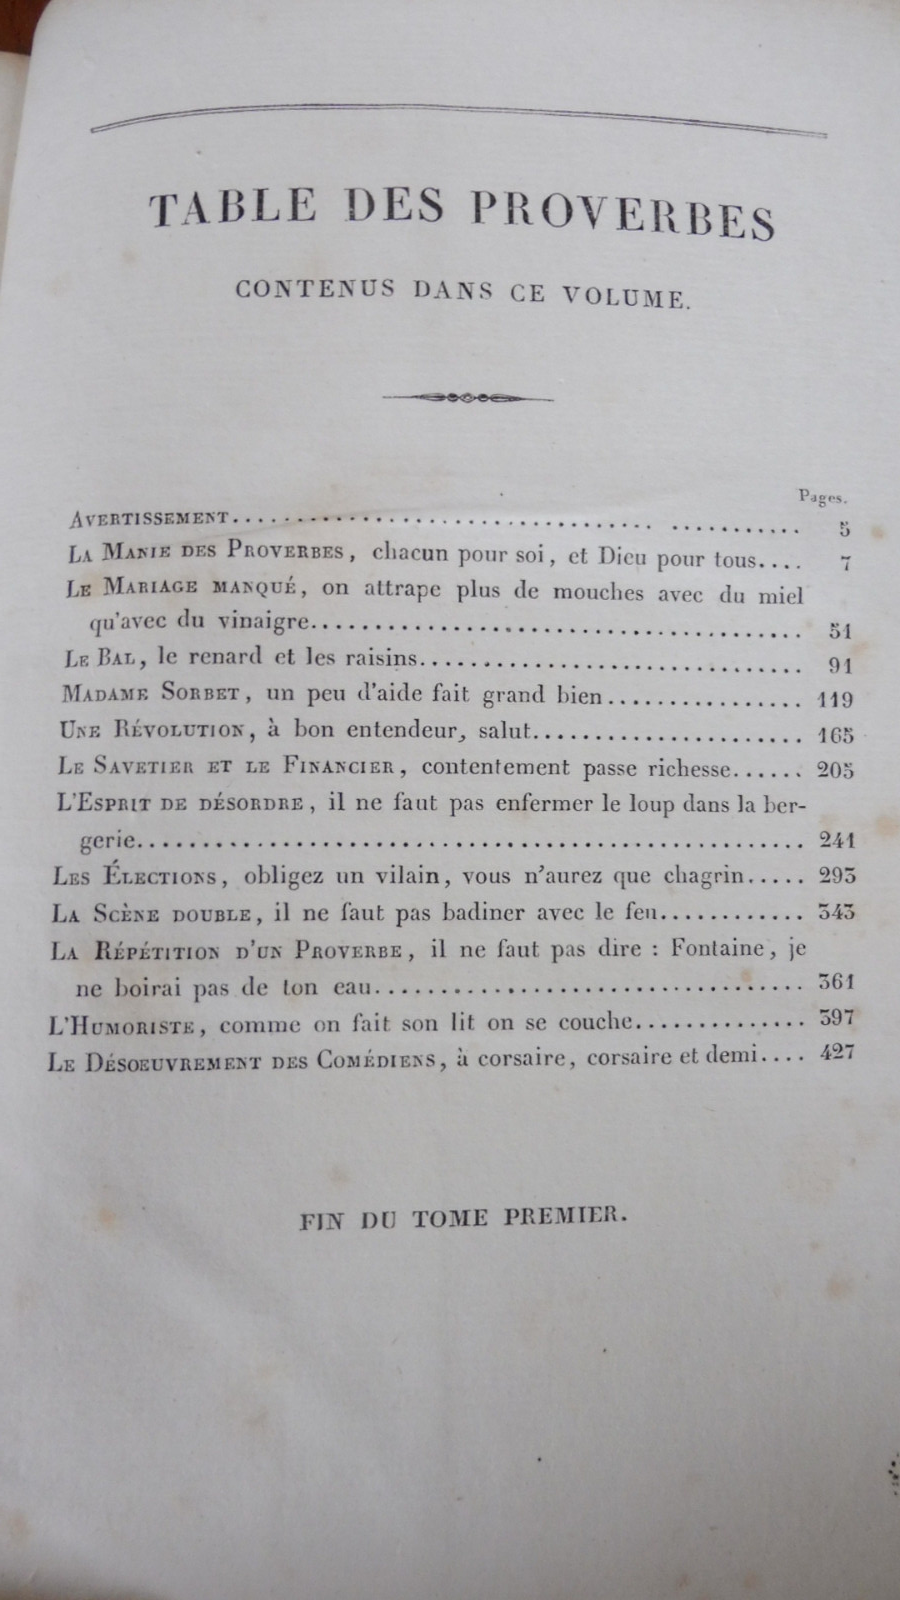 TABLE DES PROVERBES
CONTENUS DANS CE VOLUME.
Pages.
AVERTISSEMENT................................................ 5
LA MANIE DES PROVERBES, chacun pour soi, et Dieu pour tous.... 7
LE MARIAGE MANQUÉ, on attrape plus de mouches avec du miel
qu'avec du vinaigre........................................ 51
LE BAL, le renard et les raisins.............................. 91
MADAME SORBET, un peu d'aide fait grand bien................ 119
UNE RÉVOLUTION, à bon entendeur, salut...................... 165
LE SAVETIER ET LE FINANCIER, contentement passe richesse...... 205
L'ESPRIT DE DÉSORDRE, il ne faut pas enfermer le loup dans la ber-
gerie.................................................... 241
LES ÉLECTIONS, obligez un vilain, vous n'aurez que chagrin..... 293
LA SCÈNE DOUBLE, il ne faut pas badiner avec le feu............ 343
LA RÉPÉTITION D'UN PROVERBE, il ne faut pas dire : Fontaine, je
ne boirai pas de ton eau.................................. 361
L'HUMORISTE, comme on fait son lit on se couche.............. 397
LE DÉSOEUVREMENT DES COMÉDIENS, à corsaire, corsaire et demi.... 427
FIN DU TOME PREMIER.